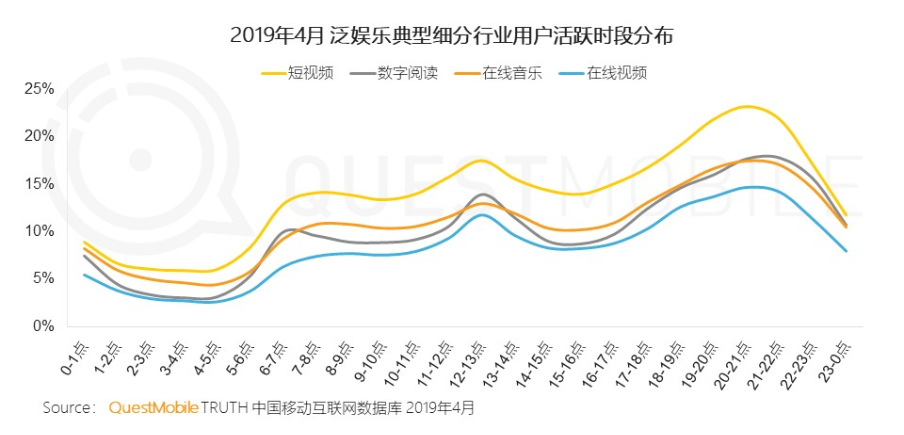 2019年4月 泛娱乐典型细分行业用户活跃时段分布
短视频 数字阅读 在线音乐 在线视频
25%
20%
15%
10%
5%
0%
QUESTMOBILE
0-1点 1-2点 2-3点 3-4点 4-5点 5-6点 6-7点 7-8点 8-9点 9-10点 10-11点 11-12点 12-13点 13-14点 14-15点 15-16点 16-17点 17-18点 18-19点 19-20点 20-21点 21-22点 22-23点 23-0点
Source： QuestMobile TRUTH 中国移动互联网数据库 2019年4月